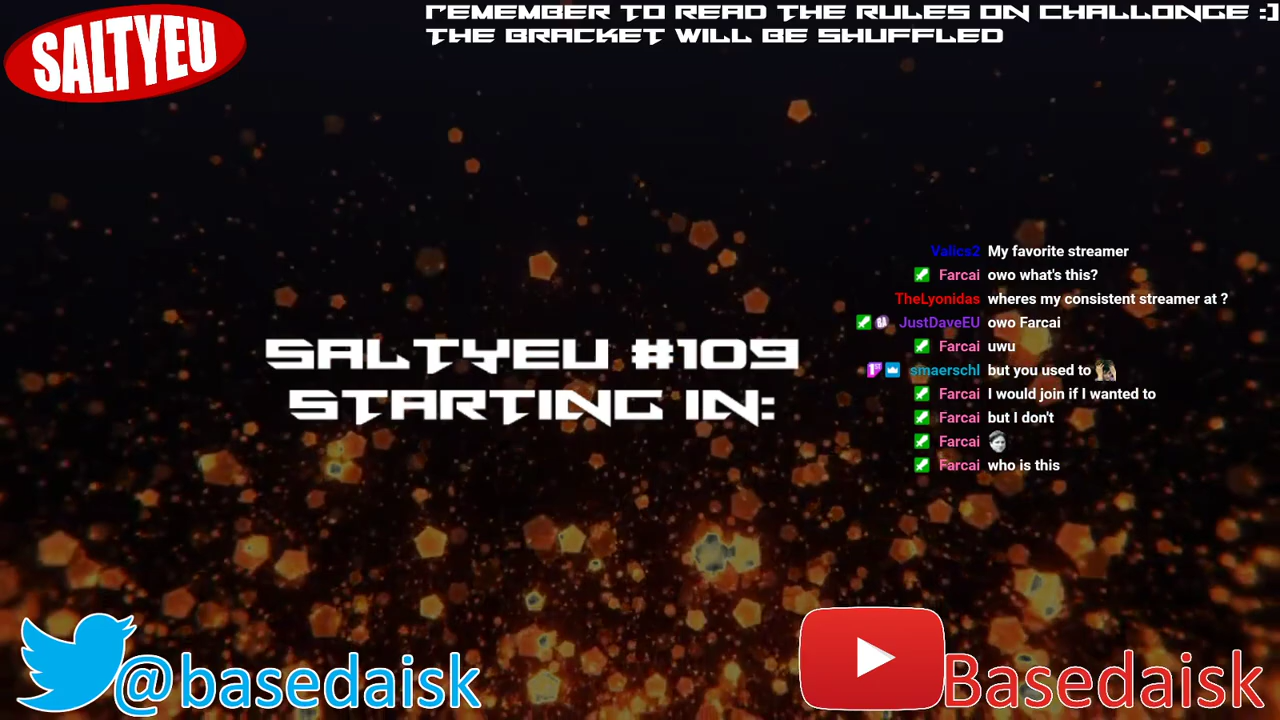 SALTYEU
REMEMBER TO READ THE RULES ON CHALLONGE :]
THE BRACKET WILL BE SHUFFLED
Valics2 My favorite streamer
Farcai owo what's this?
TheLyonidas wheres my consistent streamer at ?
JustDaveEU owo Farcai
Farcai uwu
1ST smaerschl but you used to
Farcai I would join if I wanted to
Farcai but I don't
Farcai
Farcai who is this
SALTYEU #109
STARTING IN:
@basedaisk
Basedaisk